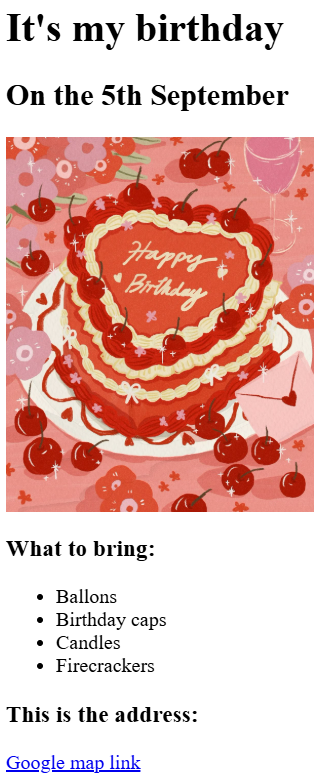 It's my birthday
On the 5th September
Happy
Birthday
What to bring:
Ballons
Birthday caps
Candles
Firecrackers
This is the address:
Google map link